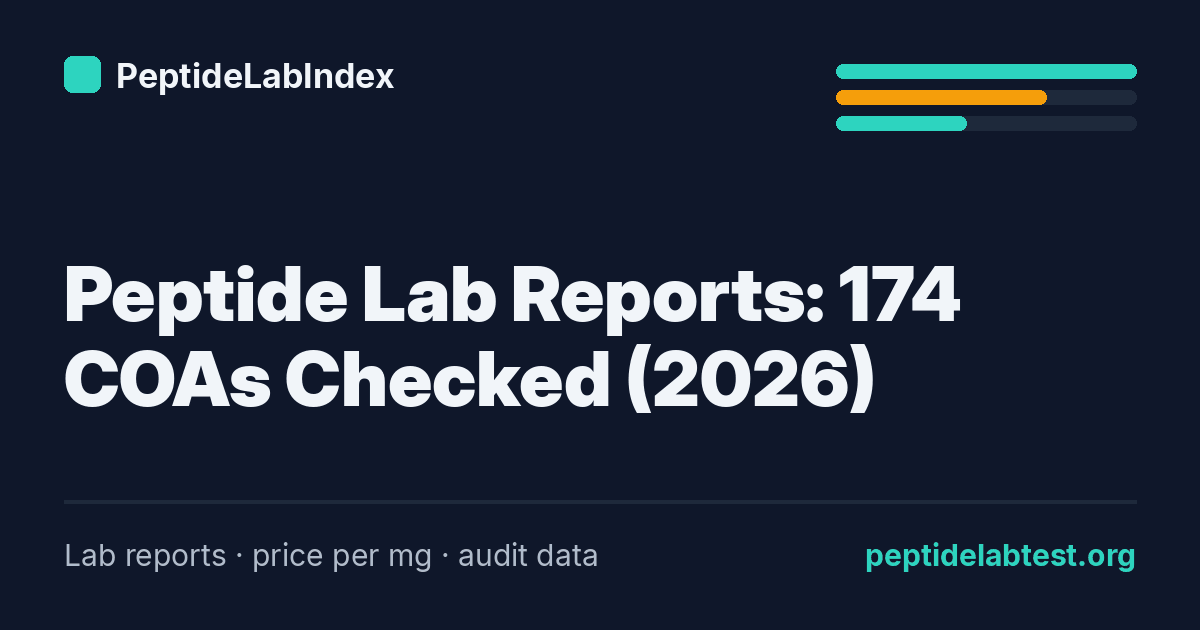 PeptideLabIndex
Peptide Lab Reports: 174
COAs Checked (2026)
Lab reports · price per mg · audit data
peptidelabtest.org